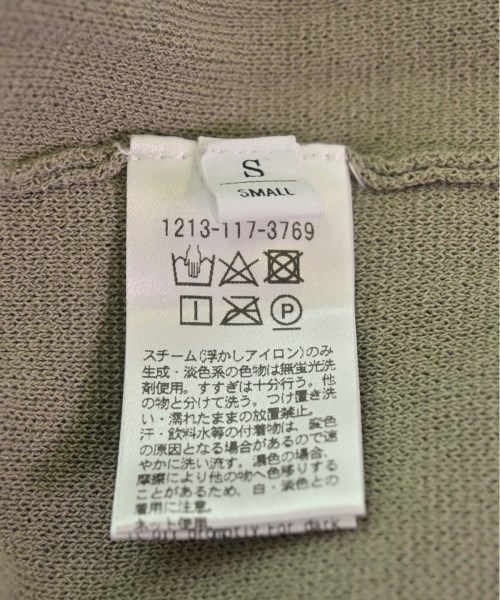 S
SMALL
1213-117-3769
P
スチーム(浮かしアイロン)のみ
生成・淡色系の色物は無蛍光洗
剤使用。すすぎは十分行う。他
の物と分けて洗う。つけ置き洗
い・濡れたままの放置禁止。
汗・飲料水等の付着物は、変色
の原因となる場合があるので速
やかに洗い流す。濃色の場合、
摩擦により他の物へ色移りする
ことがあるため、白・淡色との
着用に注意。
ネット使用
promptly. For dark